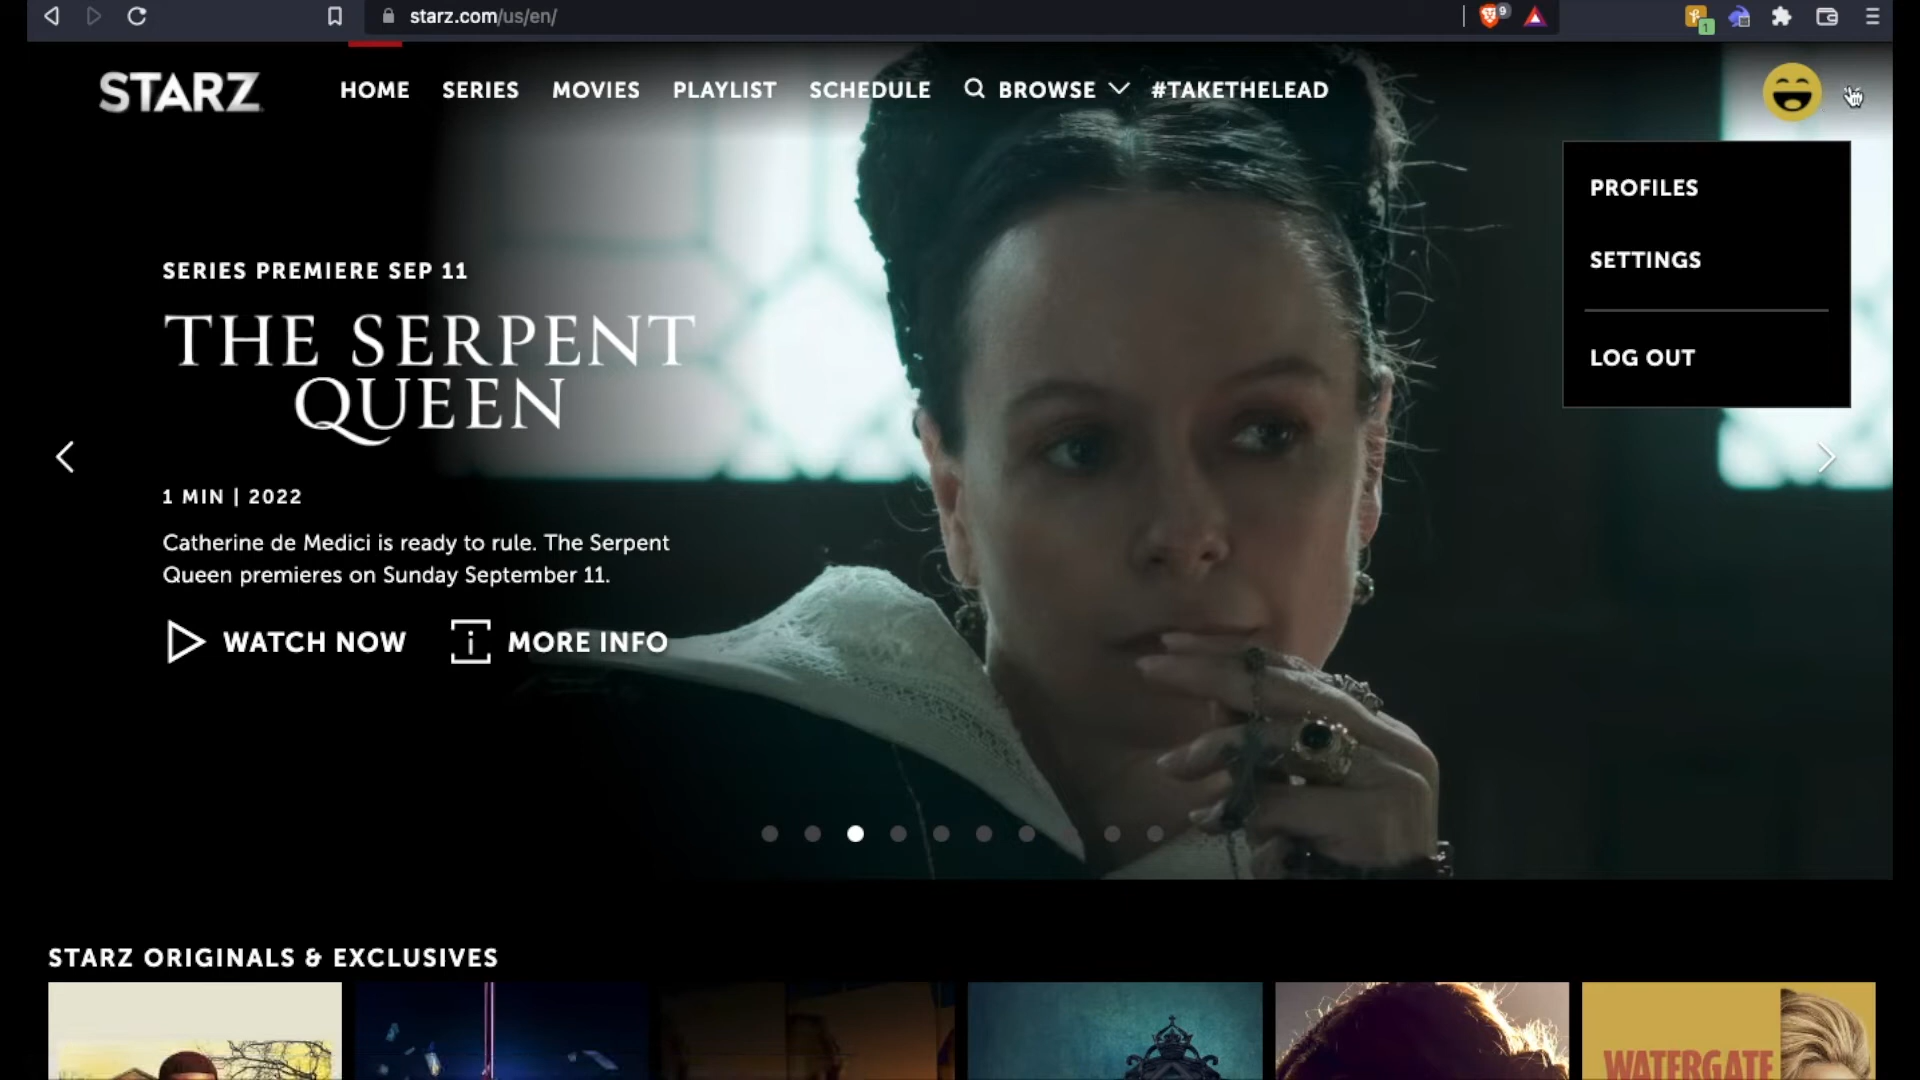 starz.com/us/en/
9
1
STARZ
HOME
SERIES
MOVIES
PLAYLIST
SCHEDULE
BROWSE
#TAKETHELEAD
PROFILES
SETTINGS
LOG OUT
SERIES PREMIERE SEP 11
THE SERPENT
QUEEN
1 MIN | 2022
Catherine de Medici is ready to rule. The Serpent
Queen premieres on Sunday September 11.
WATCH NOW
MORE INFO
STARZ ORIGINALS & EXCLUSIVES
WATERGATE